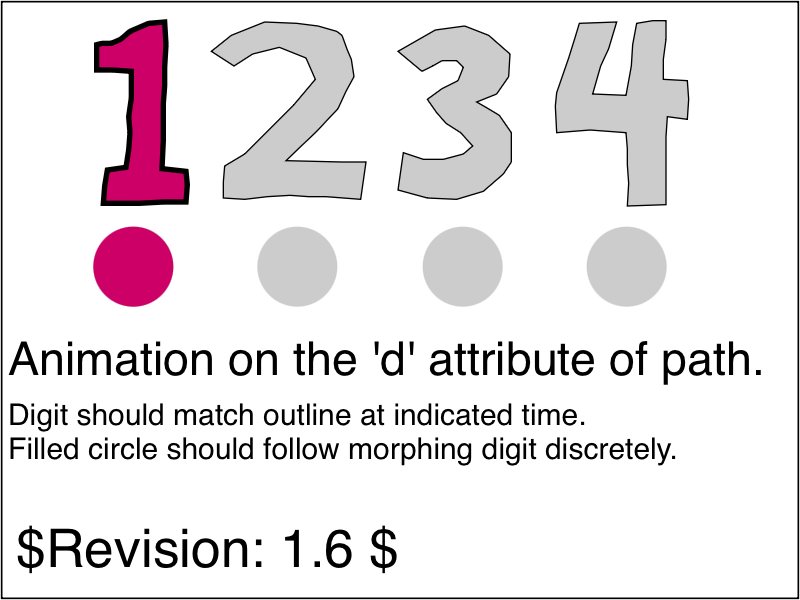 1234
Animation on the 'd' attribute of path.
Digit should match outline at indicated time.
Filled circle should follow morphing digit discretely.
$Revision: 1.6 $